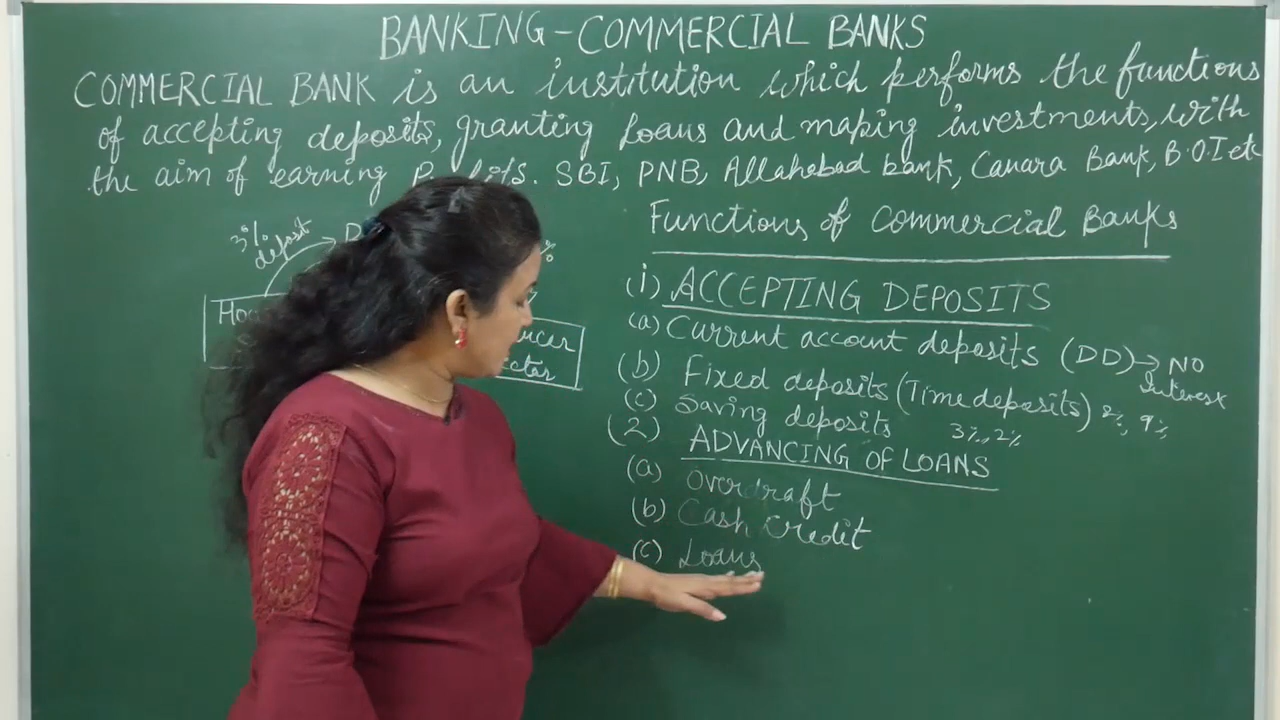 BANKING-COMMERCIAL BANKS
COMMERCIAL BANK is an institution which performs the functions
of accepting deposits, granting Loans and making investments, with
the aim of earning SBI, PNB, Allahabad bank, Canara Bank, B.O.I etc
Functions of Commercial Banks
3% deposit
(i) ACCEPTING DEPOSITS
(a) Current account deposits (DD)→ NO
Interest
(b) Fixed deposits (Time deposits) 8%, 9%
(c) Saving deposits 3%, 2%
(2) ADVANCING OF LOANS
(a) Overdraft
(b) Cash Credit
(c) Loans